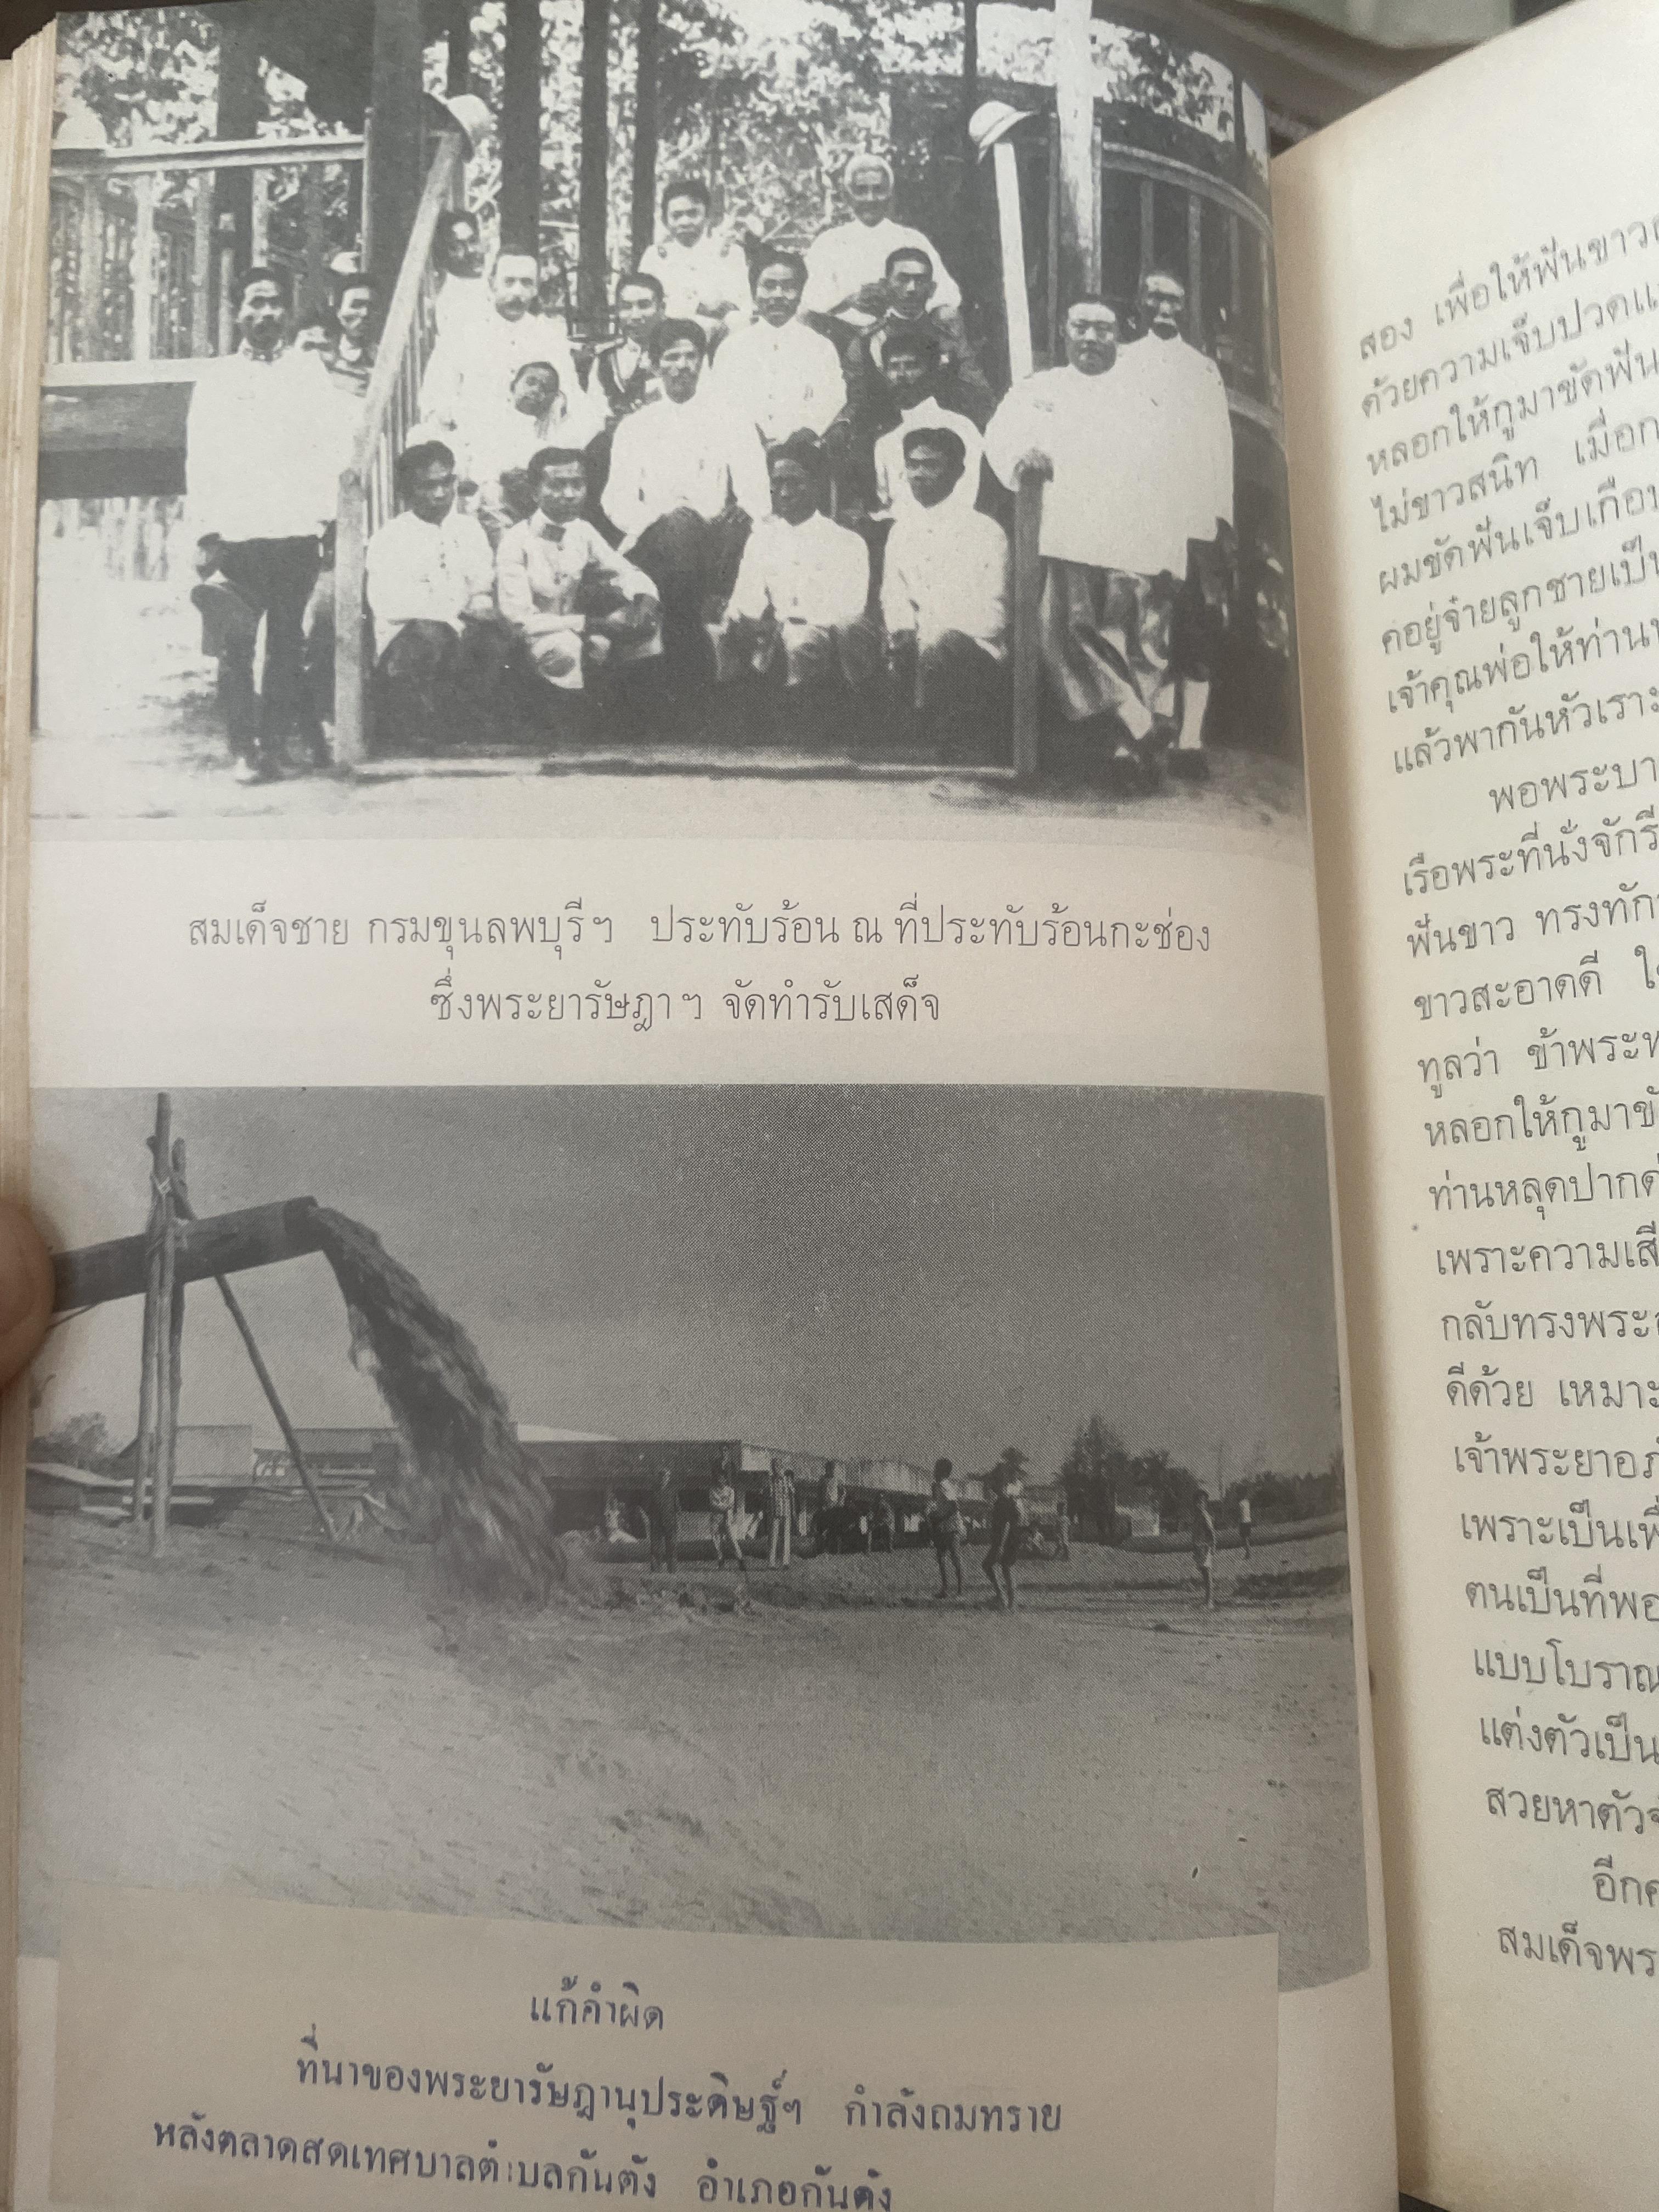 สมเด็จชาย กรมขุนลพบุรีฯ ประทับร้อน ณ ที่ประทับร้อนกะช่อง
ซึ่งพระยารัษฎาฯ จัดทำรับเสด็จ
แก้คำผิด
ที่นาของพระยารัษฎานุประดิษฐ์ฯ กำลังถมทราย
หลังตลาดสดเทศบาลตำบลกันตัง อำเภอกันตัง
สอง เพื่อให้ฟันขาว
ด้วยความเจ็บปวด
หลอกให้กูมาขัดฟัน
ไม่ขาวสนิท เมื่อ
ผมขัดฟันเจ็บเกือบ
คอยู่จ๋ายลูกชายเป็น
เจ้าคุณพ่อให้ท่าน
แล้วพากันหัวเราะ
พอพระบา
เรือพระที่นั่งจักรี
ฟันขาว ทรงทัก
ขาวสะอาดดี
ทูลว่า ข้าพระ
หลอกให้กูมาขั
ท่านหลุดปาก
เพราะความเสี
กลับทรงพระ
ดีด้วย เหมาะ
เจ้าพระยาอภ
เพราะเป็นเพื่
ตนเป็นที่พอ
แบบโบราณ
แต่งตัวเป็น
สวยหาตัวจ
อีกค
สมเด็จพร